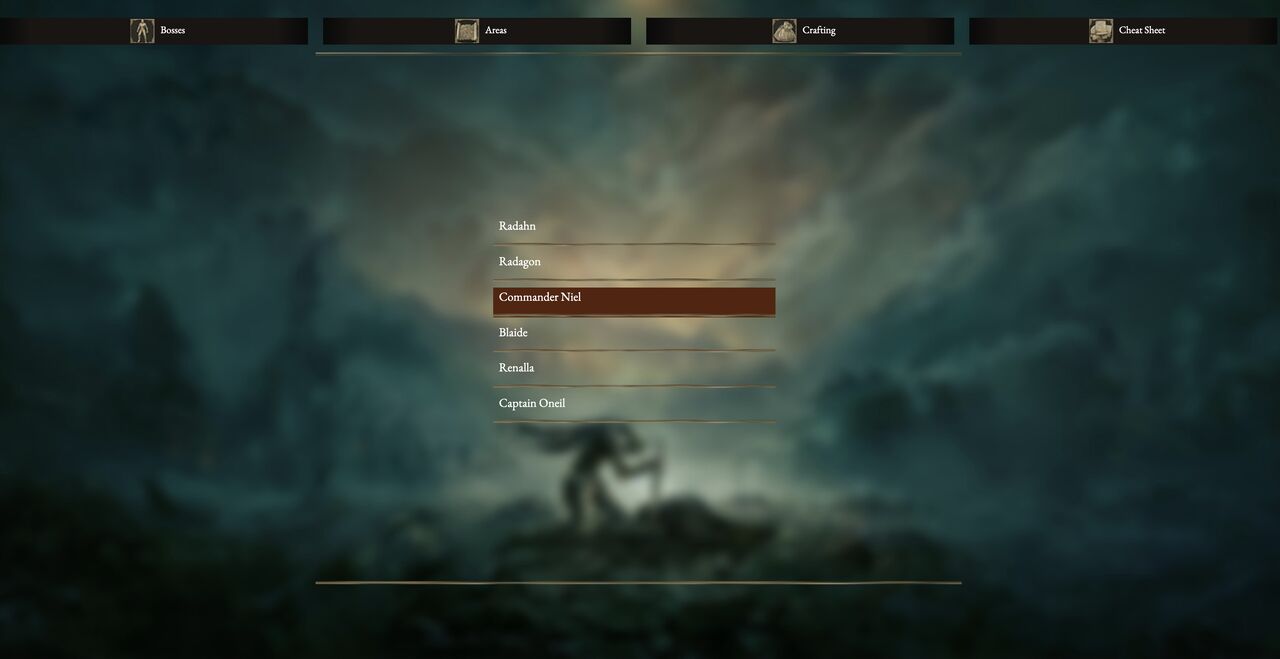 Bosses
Areas
Crafting
Cheat Sheet
Radahn
Radagon
Commander Niel
Blaide
Renalla
Captain Oneil